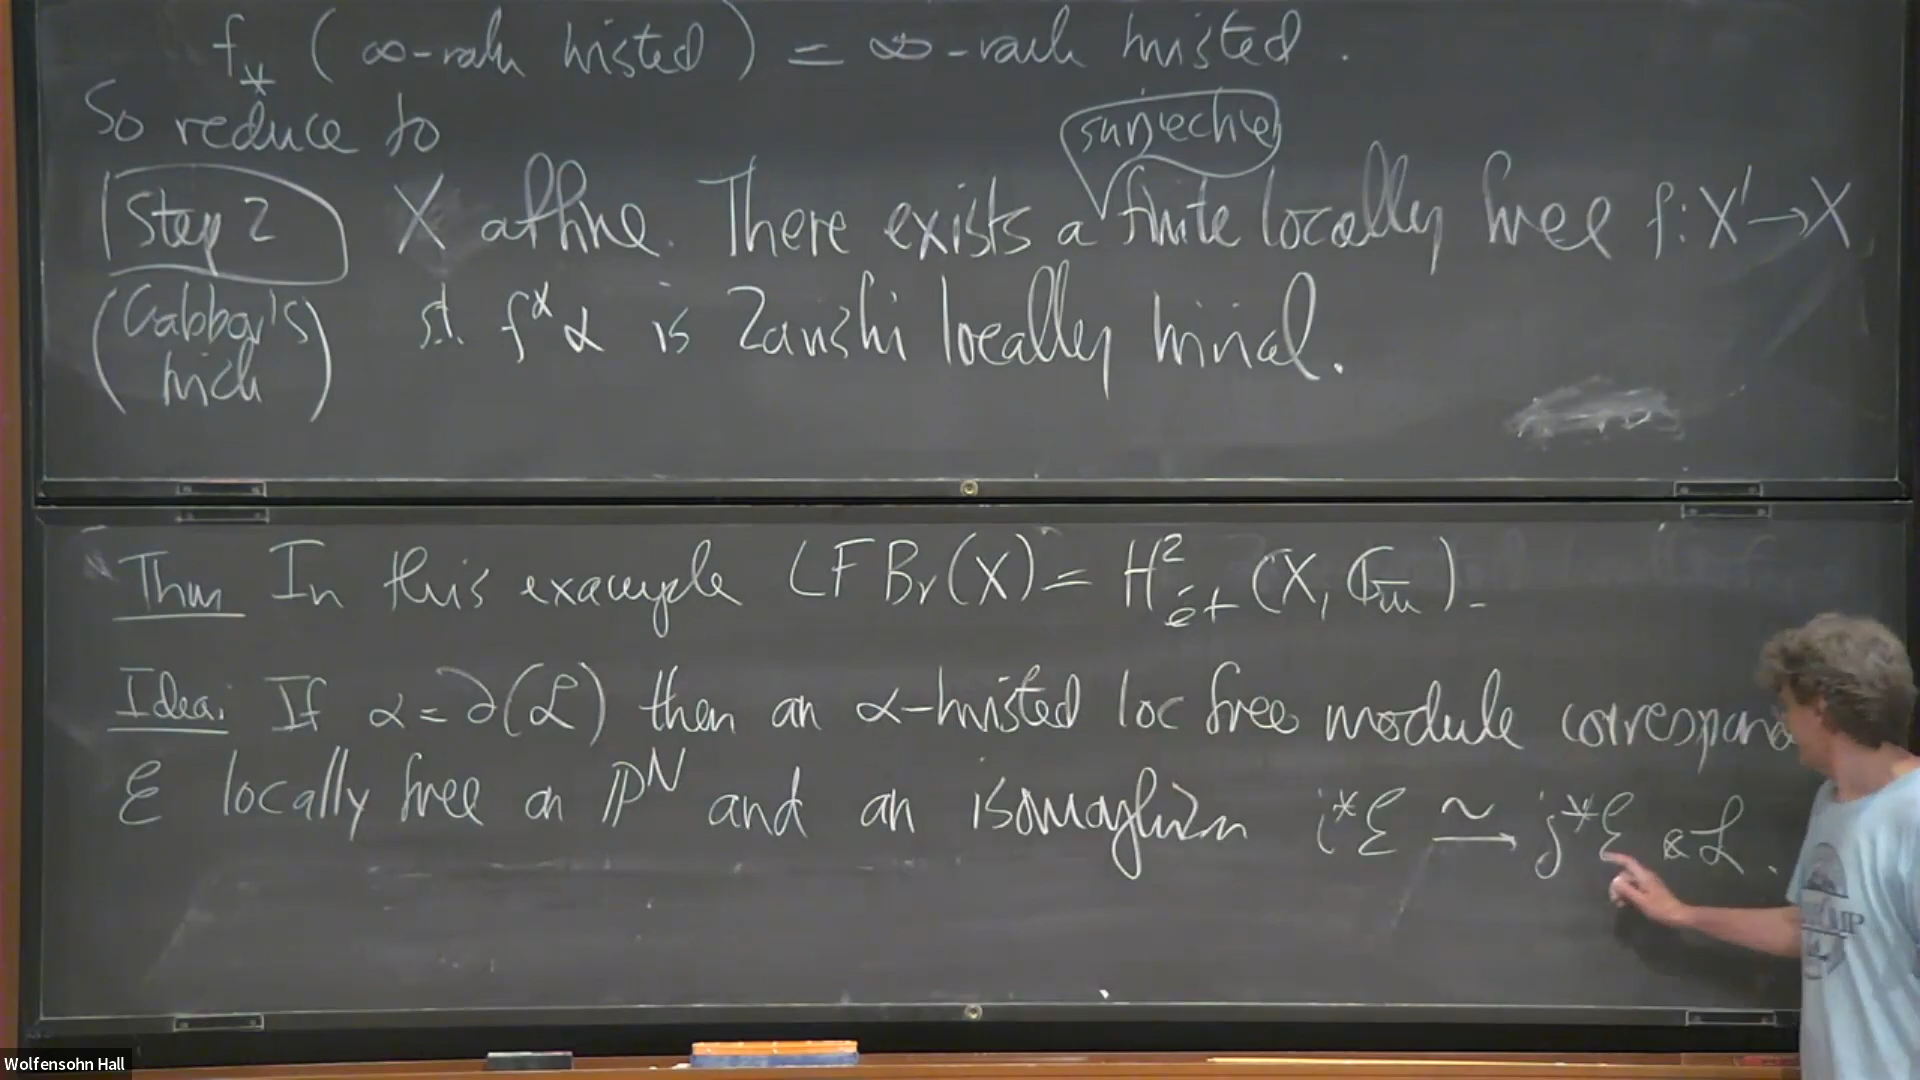 f_* ( ∞-rank twisted ) = ∞-rank twisted .
So reduce to
surjective
Step 2 X affine. There exists a finite locally free f: X' → X
(Gabber's trick) st. f^*α is Zariski locally trivial.
Thm In this example LFBr(X) = H²_ét (X, G_m).
Idea: If α = ∂(ℒ) then an α-twisted loc free module correspond
ℰ locally free on ℙ^N and an isomorphism i^*ℰ ⥲ j^*ℰ ⊗ ℒ.
Wolfensohn Hall